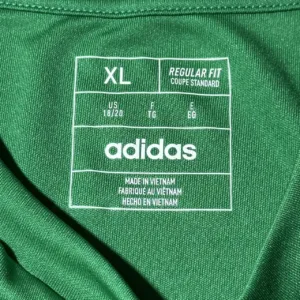 XL
REGULAR FIT
COUPE STANDARD
US
18/20
F
TG
E
EG
adidas
MADE IN VIETNAM
FABRIQUÉ AU VIÊTNAM
HECHO EN VIETNAM